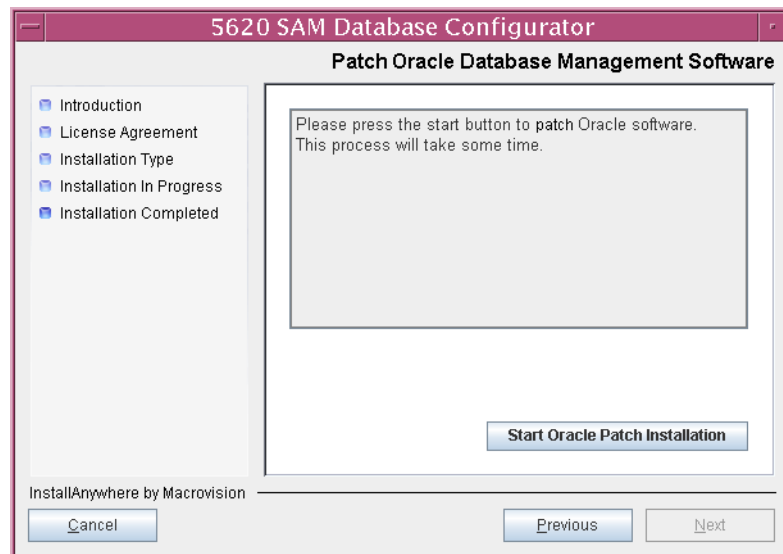 5620 SAM Database Configurator
Patch Oracle Database Management Software
Introduction
License Agreement
Installation Type
Installation In Progress
Installation Completed
Please press the start button to patch Oracle software.
This process will take some time.
Start Oracle Patch Installation
InstallAnywhere by Macrovision
Cancel
Previous
Next